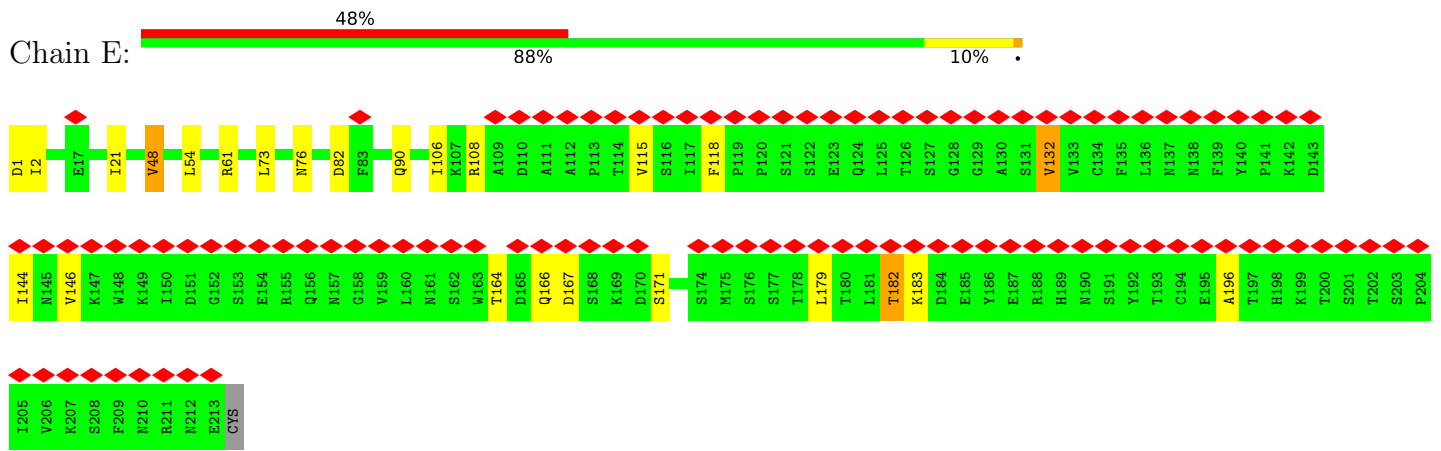 48%
Chain E:
88% 10% •
D1 I2 E17 I21 V48 L54 R61 L73 N76 D82 F83 Q90 I106 K107 R108 A109 D110 A111 A112 P113 T114 V115 S116 I117 F118 P119 P120 S121 S122 E123 Q124 L125 T126 S127 G128 G129 A130 S131 V132 V133 C134 F135 L136 N137 N138 F139 Y140 P141 K142 D143
I144 N145 V146 K147 W148 K149 I150 D151 G152 S153 E154 R155 Q156 N157 G158 V159 L160 N161 S162 W163 T164 D165 Q166 D167 S168 K169 D170 S171 S174 M175 S176 S177 T178 L179 T180 L181 T182 K183 D184 E185 Y186 E187 R188 H189 N190 S191 Y192 T193 C194 E195 A196 T197 H198 K199 T200 S201 T202 S203 P204
I205 V206 K207 S208 F209 N210 R211 N212 E213 CYS